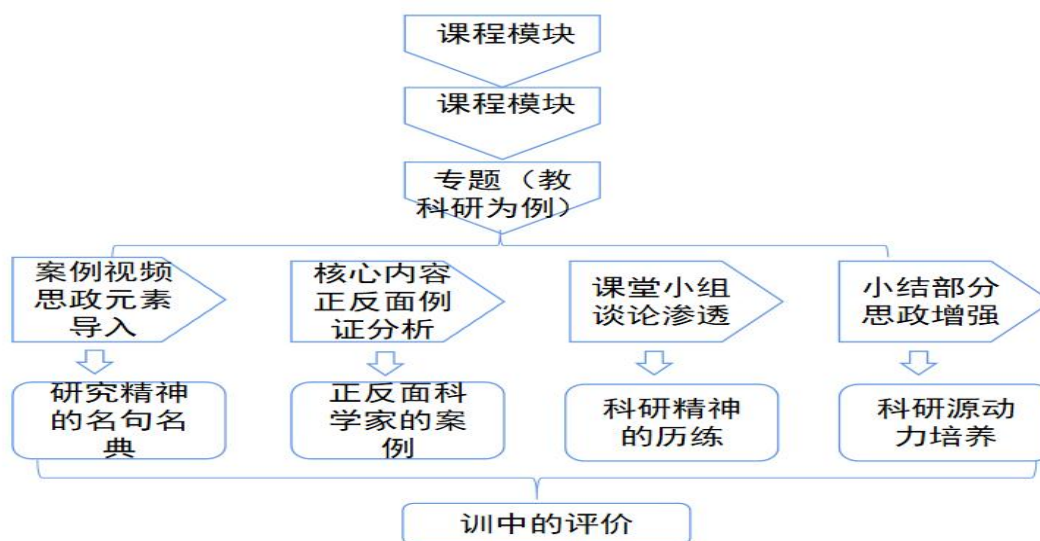 课程模块
课程模块
专题（教
科研为例）
案例视频
思政元素
导入
核心内容
正反面例
证分析
课堂小组
谈论渗透
小结部分
思政增强
研究精神
的名句名
典
正反面科
学家的案
例
科研精神
的历练
科研源动
力培养
训中的评价